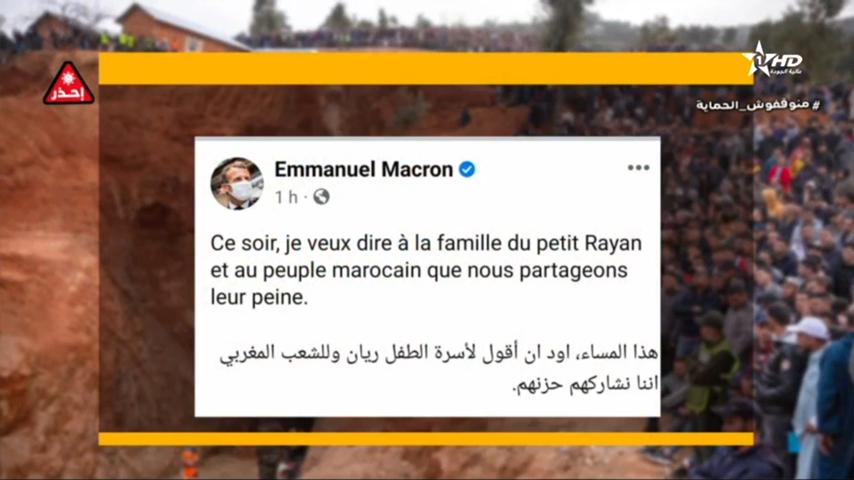 HD
عالية الجودة
إحذر
#منوقفوش_الحماية
Emmanuel Macron
1 h
Ce soir, je veux dire à la famille du petit Rayan
et au peuple marocain que nous partageons
leur peine.
هذا المساء، اود ان أقول لأسرة الطفل ريان وللشعب المغربي
اننا نشاركهم حزنهم.